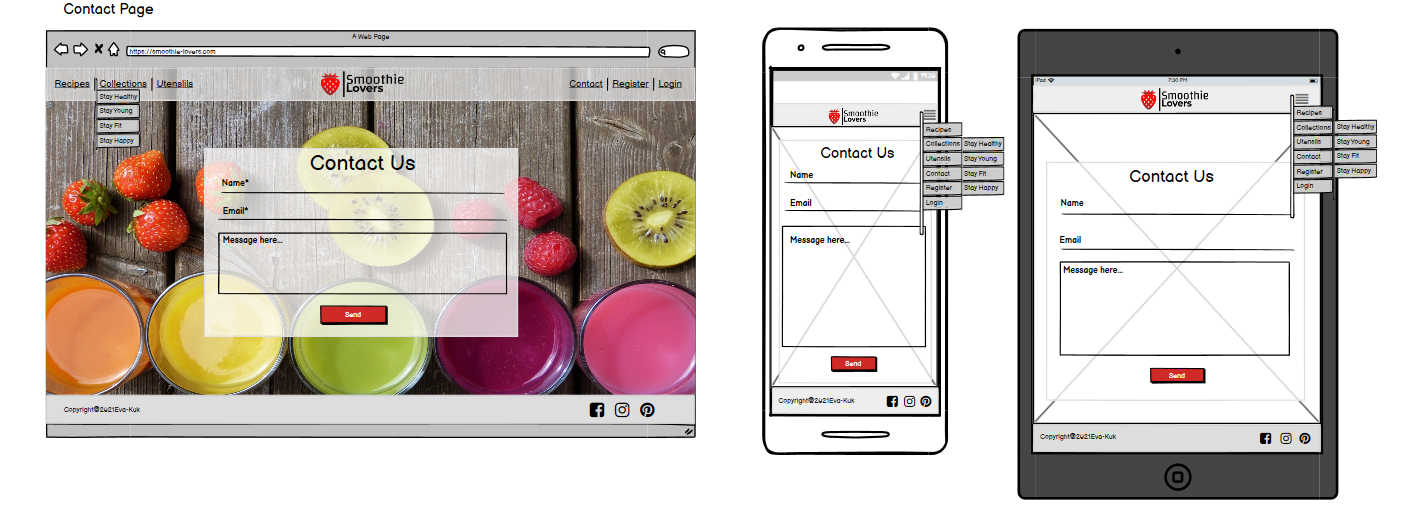 Contact Page
A Web Page
https://smoothie-lovers.com
Recipes | Collections | Utenslils
Smoothie
Lovers
Contact | Register | Login
Stay Healthy
Stay Young
Stay Fit
Stay Happy
Contact Us
Name*
Email*
Message here...
Send
Copyright©2021Eva-Kuk
11:30
Smoothie
Lovers
Recipes
Collections Stay Healthy
Utensils Stay Young
Contact Stay Fit
Register Stay Happy
Login
Contact Us
Name
Email
Message here...
Send
Copyright©2021Eva-Kuk
iPad 7:30 PM
Smoothie
Lovers
Recipes
Collections Stay Healthy
Utensils Stay Young
Contact Stay Fit
Register Stay Happy
Login
Contact Us
Name
Email
Message here...
Send
Copyright©2021Eva-Kuk